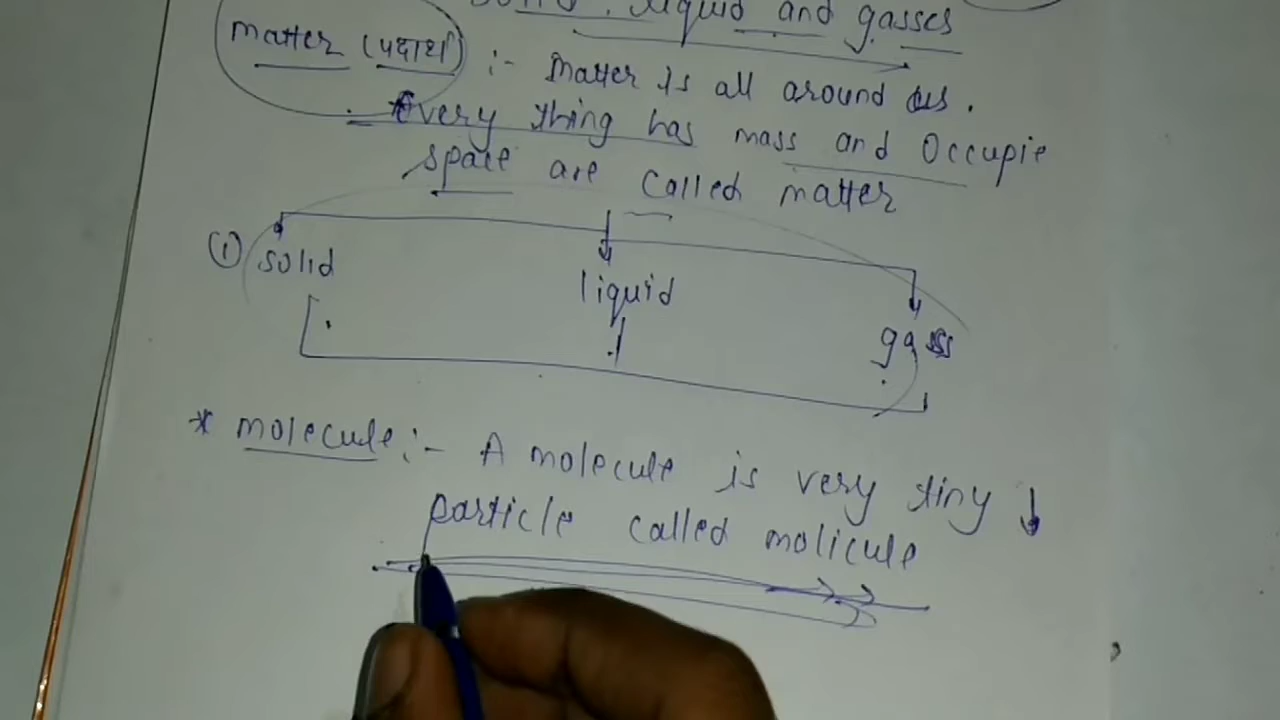 Solid, liquid and gasses
matter (पदार्थ) :- Matter is all around us.
Every thing has mass and occupie
space are called matter
① solid
liquid
gass
* molecule :- A molecule is very tiny ↓
particle called molicule